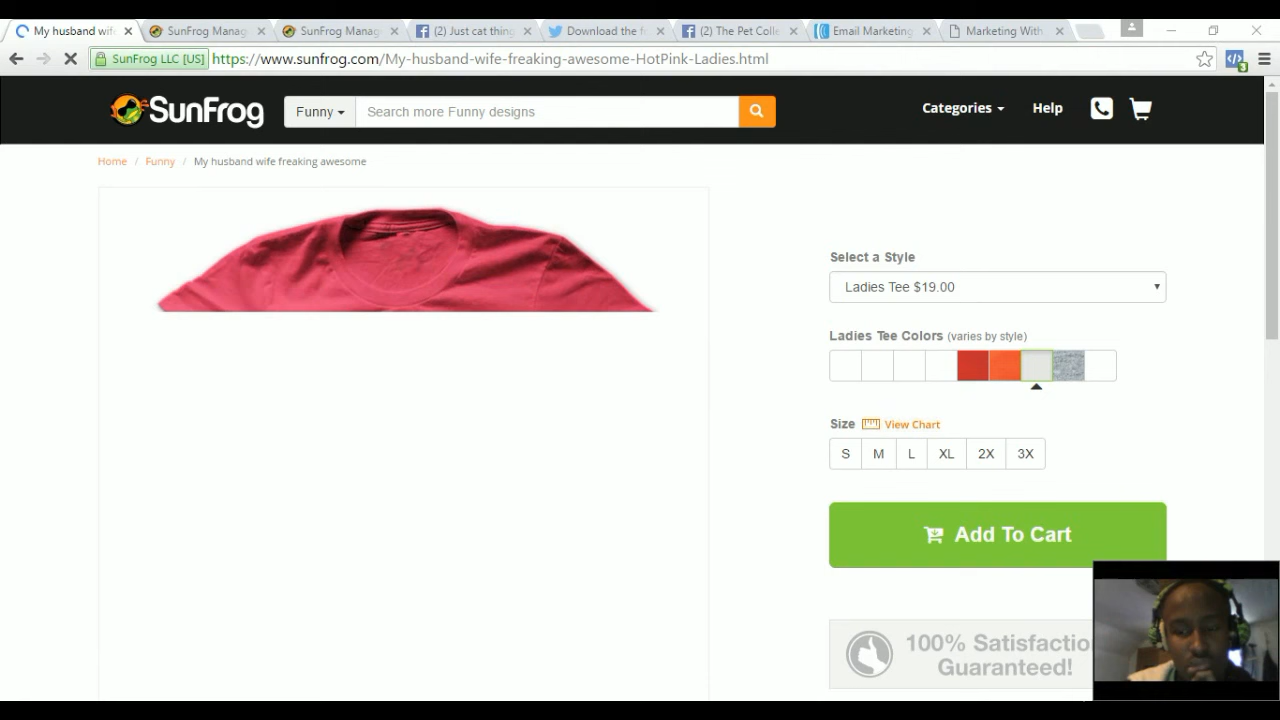 My husband wif
SunFrog Manag
SunFrog Manag
(2) Just cat thing
Download the f
(2) The Pet Colle
Email Marketing
Marketing With
SunFrog LLC [US]
https://www.sunfrog.com/My-husband-wife-freaking-awesome-HotPink-Ladies.html
3
SunFrog
Funny
Search more Funny designs
Categories
Help
Home / Funny / My husband wife freaking awesome
Select a Style
Ladies Tee $19.00
Ladies Tee Colors (varies by style)
Size View Chart
S M L XL 2X 3X
Add To Cart
100% Satisfactio
Guaranteed!